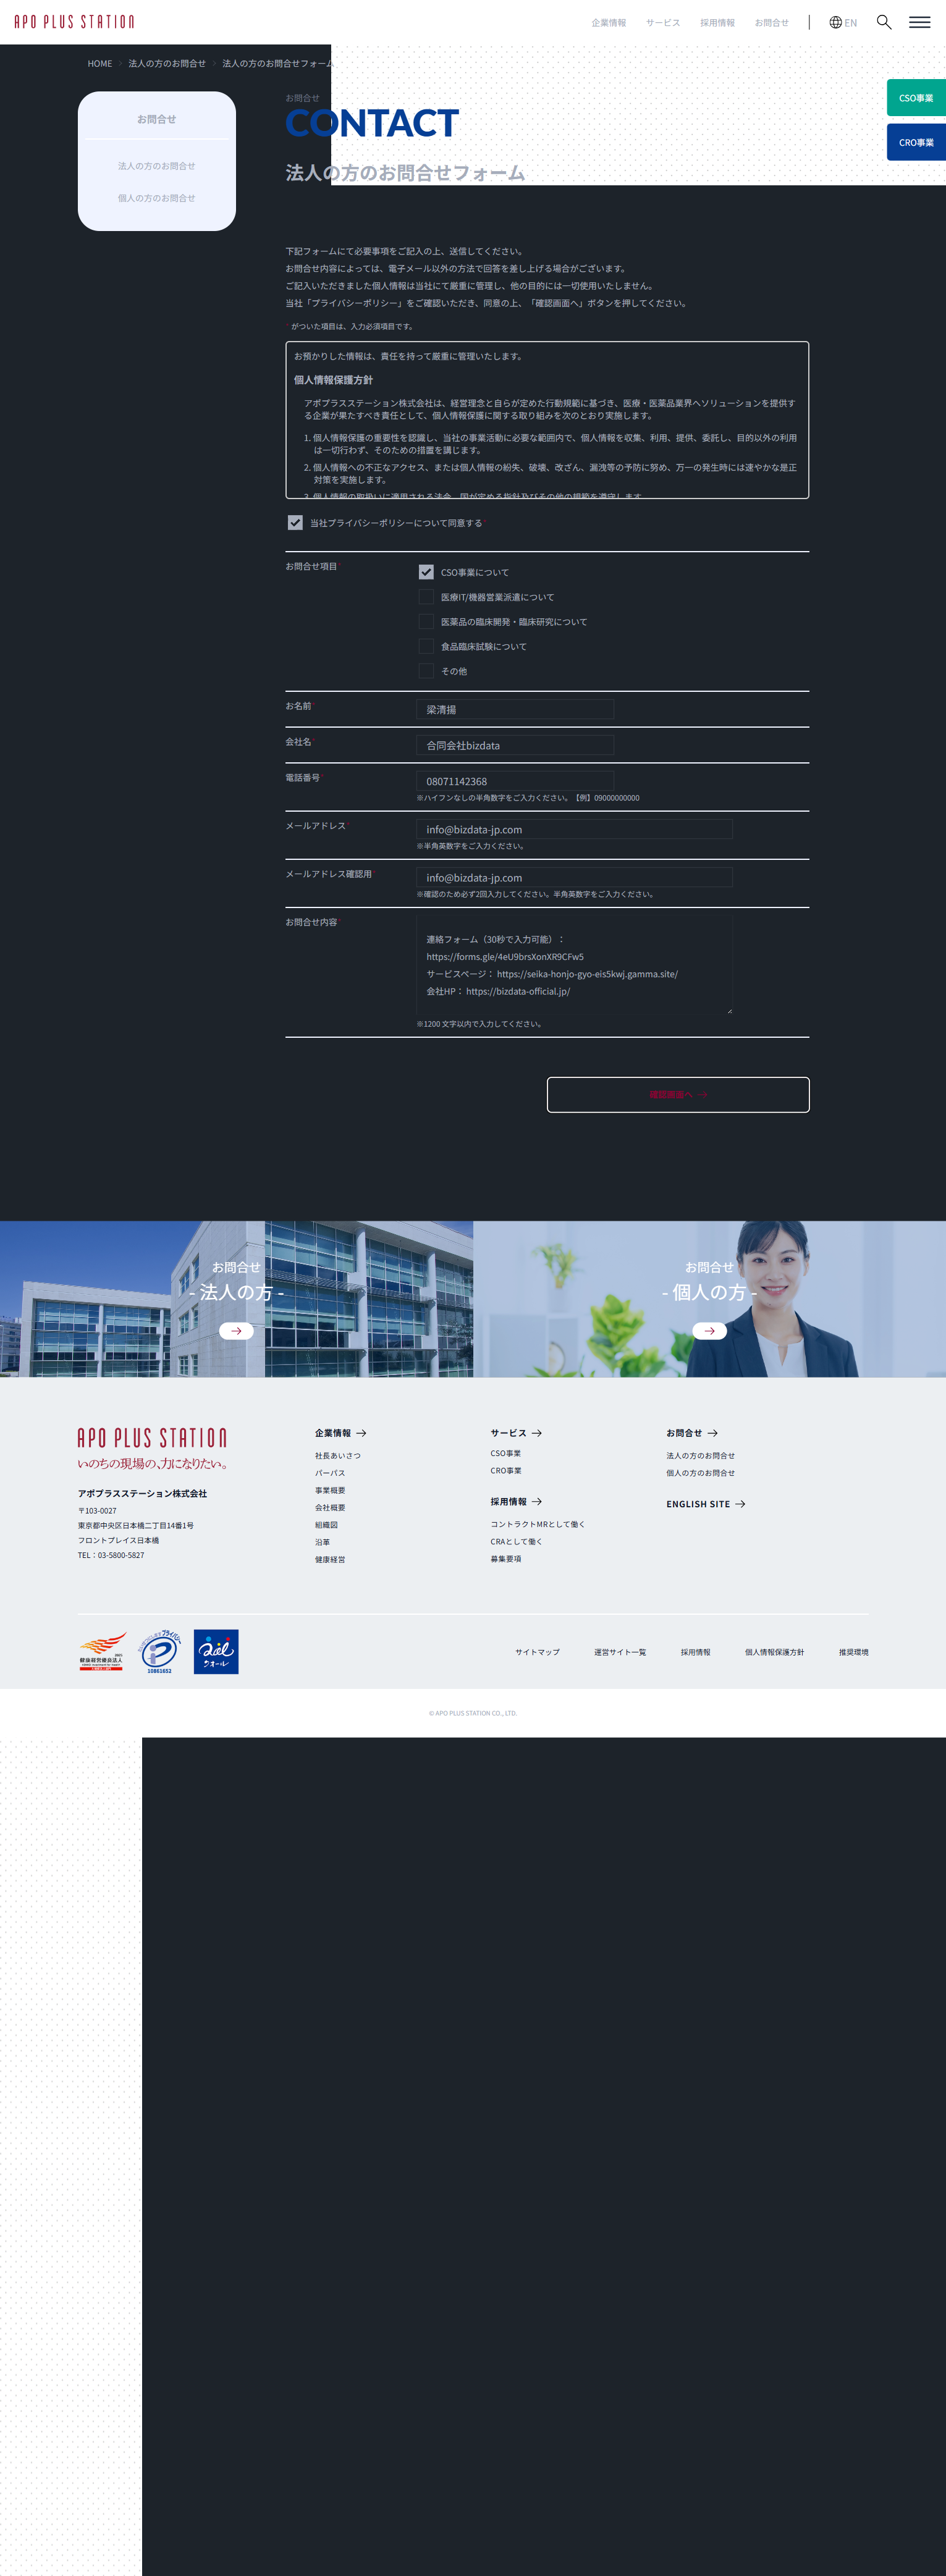 APO PLUS STATION
企業情報 サービス 採用情報 お問合せ EN
HOME 法人の方のお問合せ 法人の方のお問合せフォーム
CSO事業
CRO事業
お問合せ
法人の方のお問合せ
個人の方のお問合せ
お問合せ
CONTACT
法人の方のお問合せフォーム
下記フォームにて必要事項をご記入の上、送信してください。
お問合せ内容によっては、電子メール以外の方法で回答を差し上げる場合がございます。
ご記入いただきました個人情報は当社にて厳重に管理し、他の目的には一切使用いたしません。
当社「プライバシーポリシー」をご確認いただき、同意の上、「確認画面へ」ボタンを押してください。
* がついた項目は、入力必須項目です。
お預かりした情報は、責任を持って厳重に管理いたします。
個人情報保護方針
アポプラスステーション株式会社は、経営理念と自らが定めた行動規範に基づき、医療・医薬品業界へソリューションを提供す
る企業が果たすべき責任として、個人情報保護に関する取り組みを次のとおり実施します。
1. 個人情報保護の重要性を認識し、当社の事業活動に必要な範囲内で、個人情報を収集、利用、提供、委託し、目的以外の利用
は一切行わず、そのための措置を講じます。
2. 個人情報への不正なアクセス、または個人情報の紛失、破壊、改ざん、漏洩等の予防に努め、万一の発生時には速やかな是正
対策を実施します。
3. 個人情報の取扱いに適用される法令、国が定める指針及びその他の規範を遵守します。
当社プライバシーポリシーについて同意する*
お問合せ項目*
CSO事業について
医療IT/機器営業派遣について
医薬品の臨床開発・臨床研究について
食品臨床試験について
その他
お名前*
梁清揚
会社名*
合同会社bizdata
電話番号*
08071142368
※ハイフンなしの半角数字をご入力ください。【例】09000000000
メールアドレス*
info@bizdata-jp.com
※半角英数字をご入力ください。
メールアドレス確認用*
info@bizdata-jp.com
※確認のため必ず2回入力してください。半角英数字をご入力ください。
お問合せ内容*
連絡フォーム（30秒で入力可能）：
https://forms.gle/4eU9brsXonXR9CFw5
サービスページ： https://seika-honjo-gyo-eis5kwj.gamma.site/
会社HP： https://bizdata-official.jp/
※1200 文字以内で入力してください。
確認画面へ
お問合せ
- 法人の方 -
お問合せ
- 個人の方 -
APO PLUS STATION
いのちの現場の、力になりたい。
アポプラスステーション株式会社
〒103-0027
東京都中央区日本橋二丁目14番1号
フロントプレイス日本橋
TEL：03-5800-5827
企業情報
社長あいさつ
パーパス
事業概要
会社概要
組織図
沿革
健康経営
サービス
CSO事業
CRO事業
採用情報
コントラクトMRとして働く
CRAとして働く
募集要項
お問合せ
法人の方のお問合せ
個人の方のお問合せ
ENGLISH SITE
健康経営優良法人
10861652
クオール
サイトマップ 運営サイト一覧 採用情報 個人情報保護方針 推奨環境
© APO PLUS STATION CO., LTD.